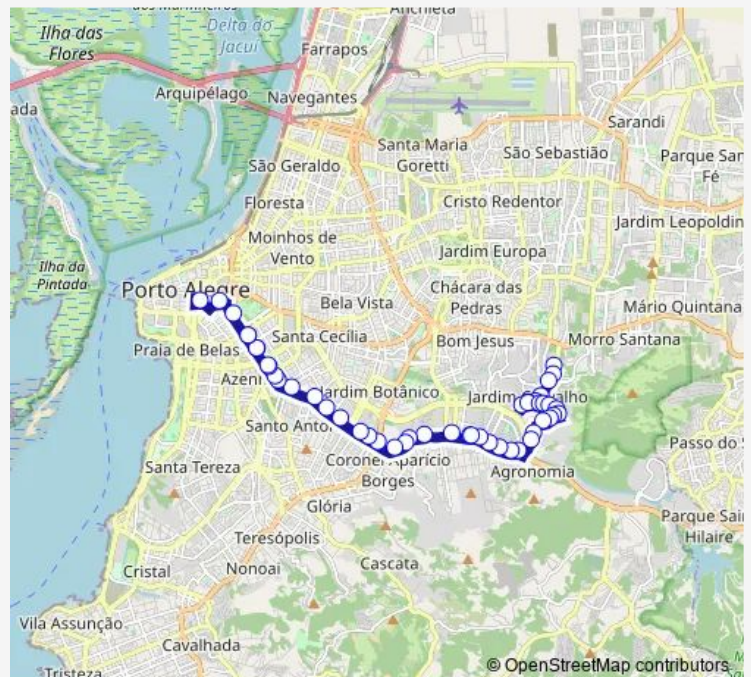 Anchieta
Ilha das
Flores
Delta do
Jacuí
Farrapos
Arquipélago
Navegantes
Sarandi
Santa Maria
Goretti
São Sebastião
Parque San
Fé
São Geraldo
Floresta
Cristo Redentor
Jardim Leopoldin
Moinhos de
Vento
Jardim Europa
Ilha da
Pintada
Porto Alegre
Bela Vista
Chácara das
Pedras
Mário Quintana
Praia de Belas
Santa Cecília
Bom Jesus
Morro Santana
Azeni
Jardim Botânico
Santo Anto
Passo do S
Santa Tereza
Coronel Aparício
Borges
Agronomia
Glória
Parque Sain
Hilaire
Teresópolis
Cristal
Nonoai
Cascata
Vila Assunção
Cavalhada
Tristeza
© OpenStreetMap contributors